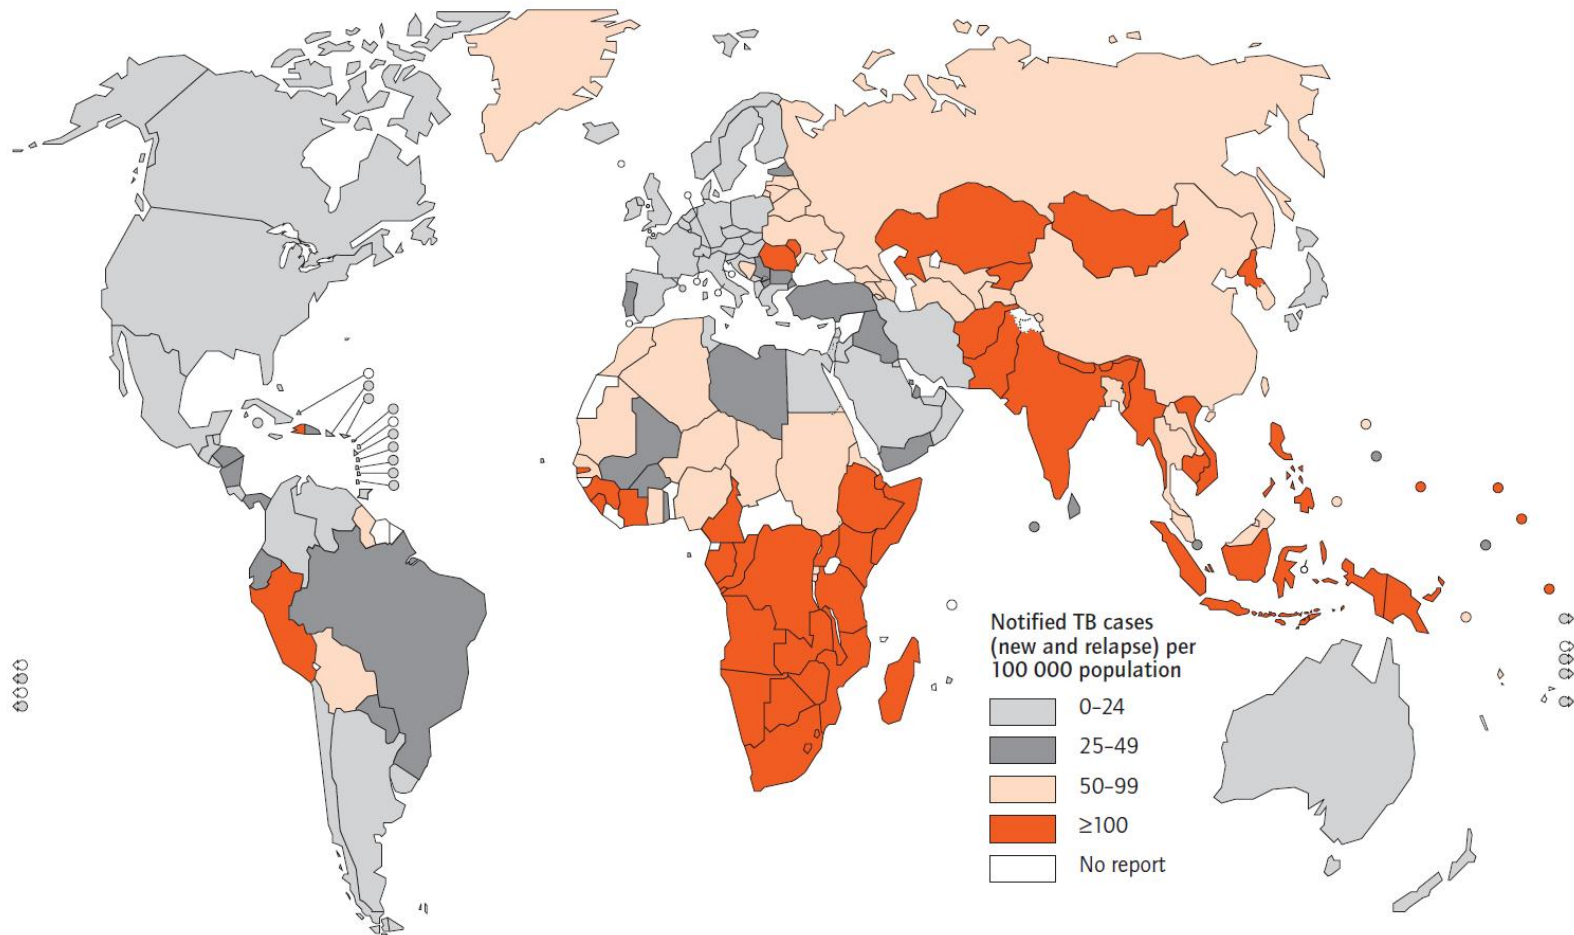 Notified TB cases
(new and relapse) per
100 000 population
0–24
25–49
50–99
≥100
No report